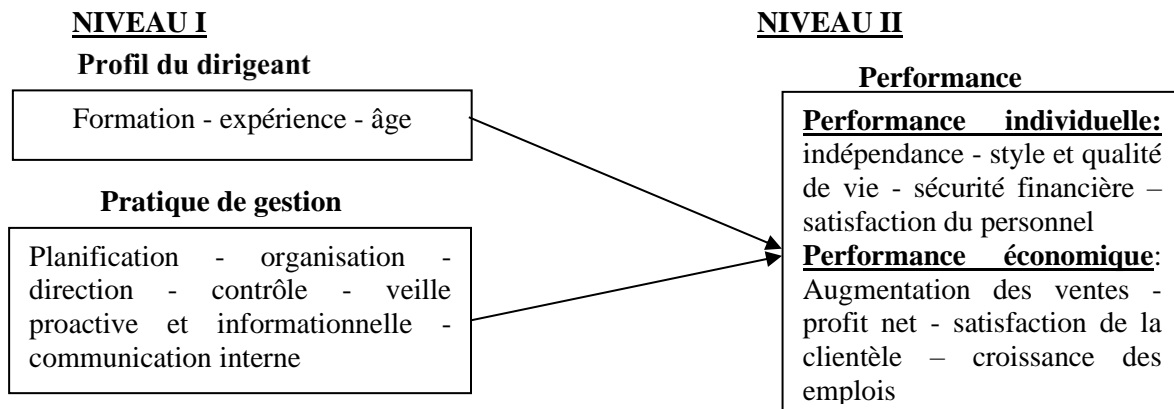 NIVEAU I
Profil du dirigeant
Formation - expérience - âge
Pratique de gestion
Planification - organisation -
direction - contrôle - veille
proactive et informationnelle -
communication interne
NIVEAU II
Performance
Performance individuelle:
indépendance - style et qualité
de vie - sécurité financière –
satisfaction du personnel
Performance économique:
Augmentation des ventes -
profit net - satisfaction de la
clientèle – croissance des
emplois